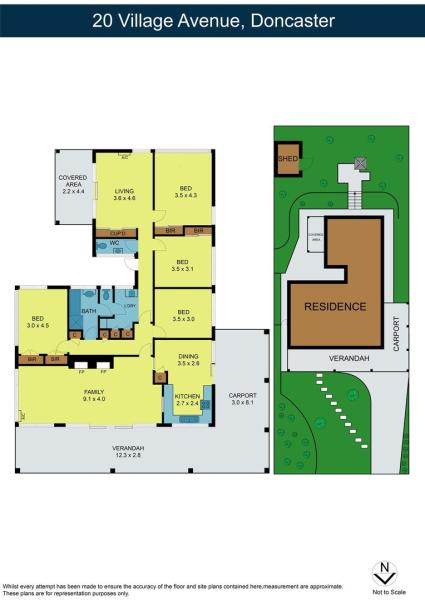 20 Village Avenue, Doncaster
COVERED
AREA
2.2 x 4.4
A/C
LIVING
3.6 x 4.6
BED
3.5 x 4.3
CUP'D
BIR
BIR
WC
BED
3.5 x 3.1
BED
3.0 x 4.5
BATH
LDRY
BED
3.5 x 3.0
C
C
C
C
BIR
BIR
FP
FP
DINING
3.5 x 2.6
C
FAMILY
9.1 x 4.0
KITCHEN
2.7 x 2.4
CARPORT
3.0 x 8.1
VERANDAH
12.3 x 2.8
SHED
COVERED
AREA
RESIDENCE
CARPORT
VERANDAH
N
Not to Scale
Whilst every attempt has been made to ensure the accuracy of the floor and site plans contained here,measurement are approximate.
These plans are for representation purposes only.